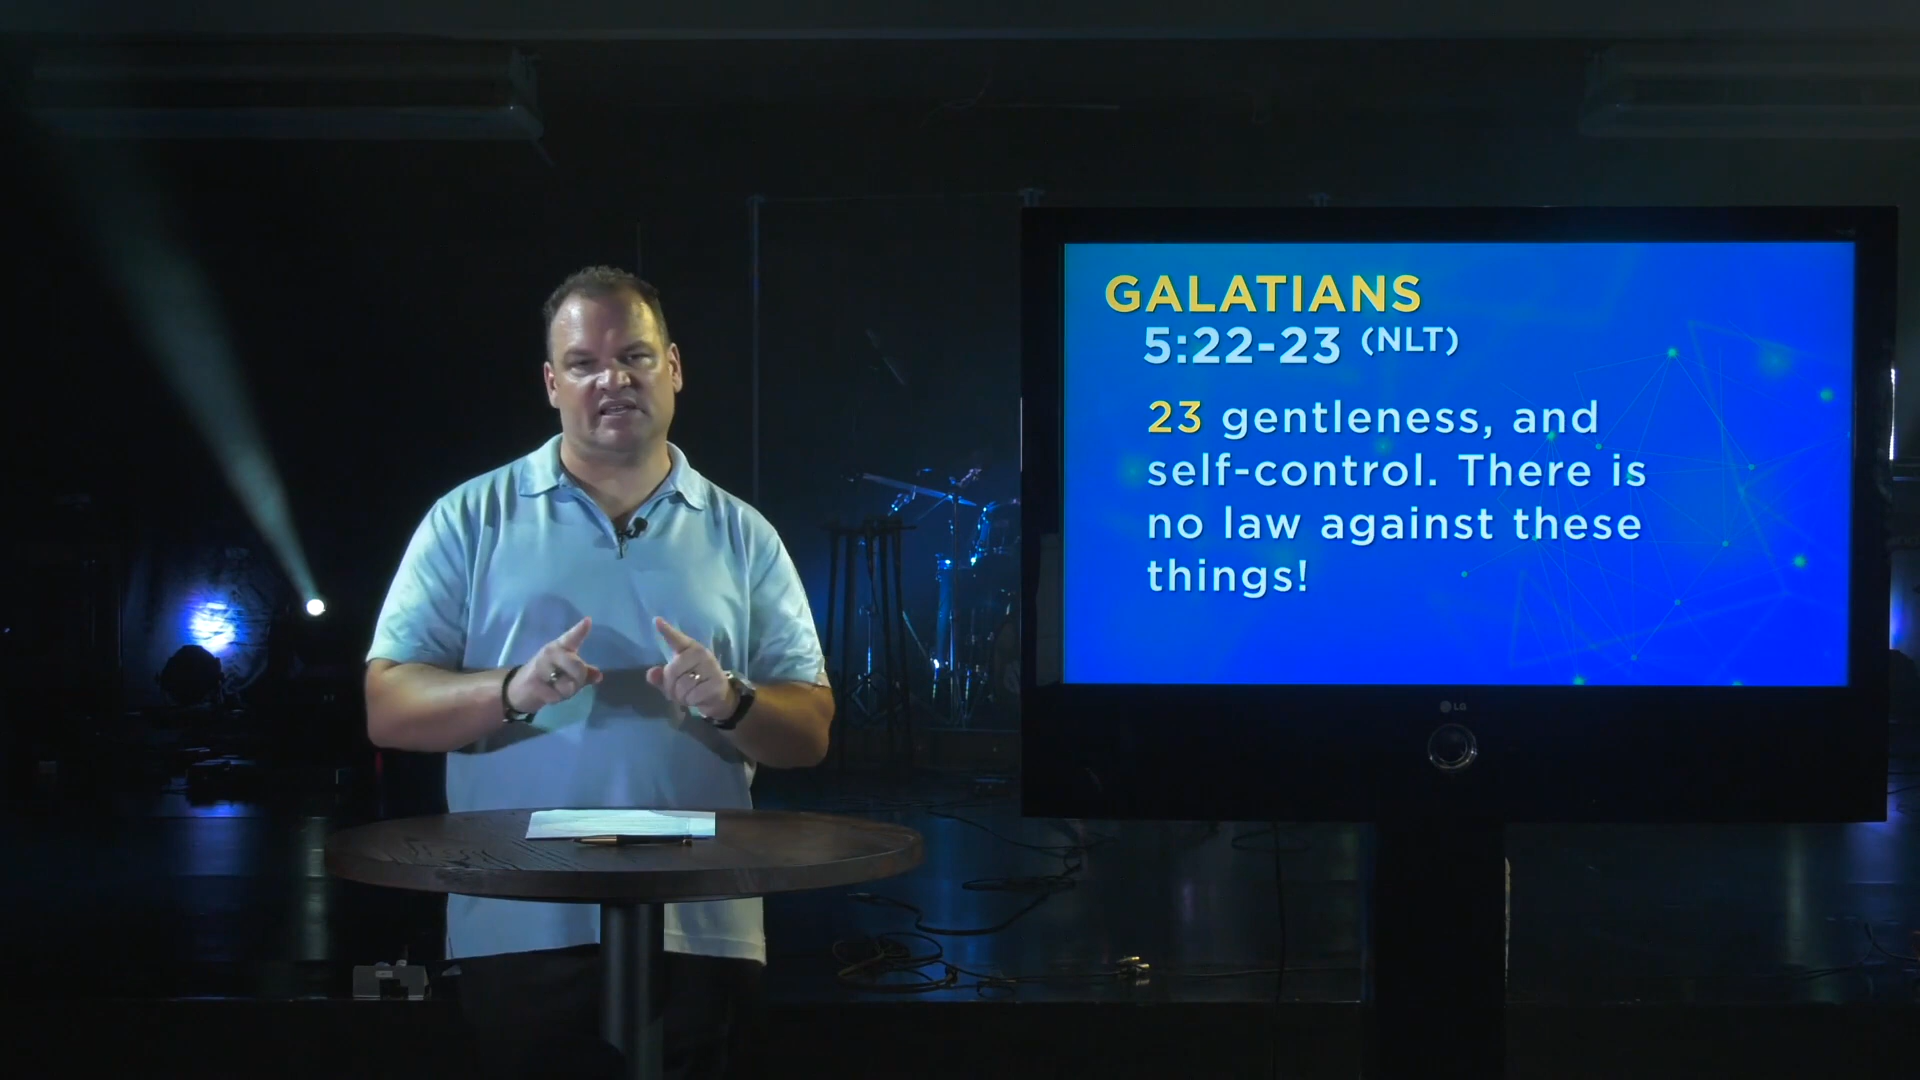 GALATIANS
5:22-23 (NLT)
23 gentleness, and
self-control. There is
no law against these
things!
LG